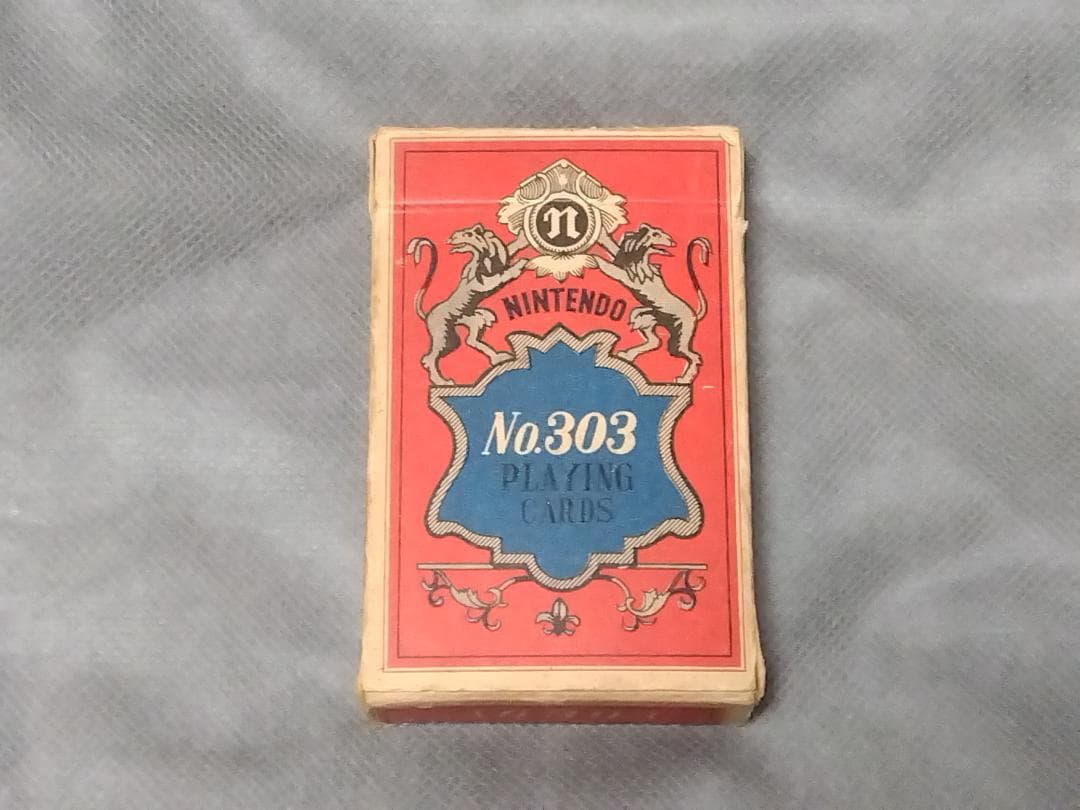 n
NINTENDO
No.303
PLAYING
CARDS